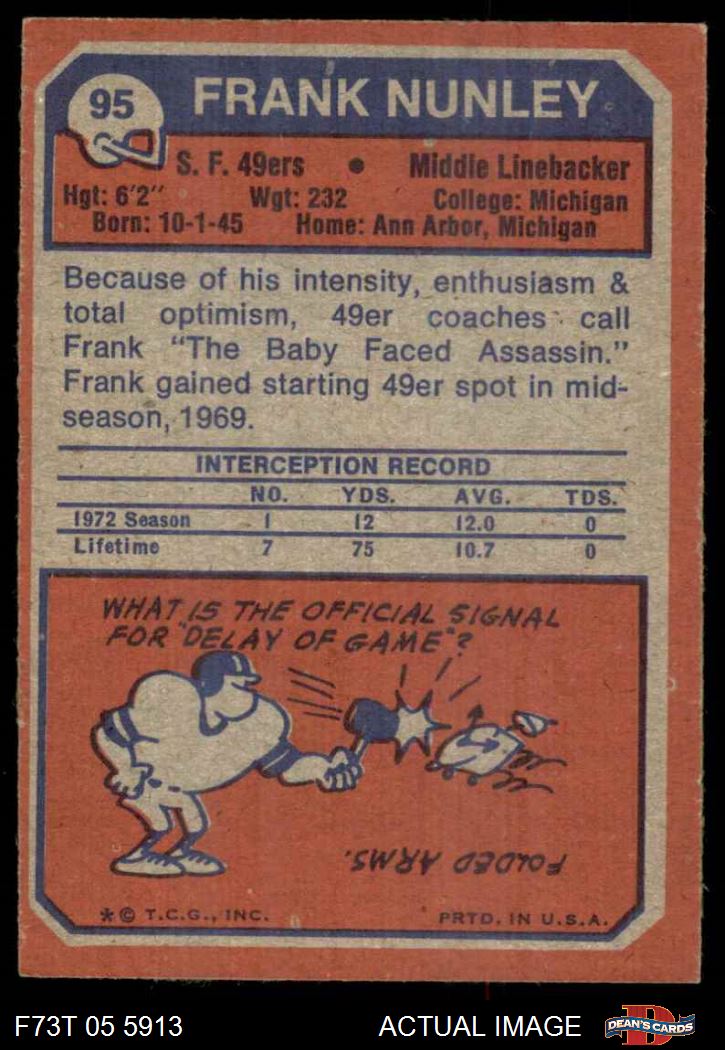 95
FRANK NUNLEY
S. F. 49ers • Middle Linebacker
Hgt: 6'2" Wgt: 232 College: Michigan
Born: 10-1-45 Home: Ann Arbor, Michigan
Because of his intensity, enthusiasm &
total optimism, 49er coaches call
Frank "The Baby Faced Assassin."
Frank gained starting 49er spot in mid-
season, 1969.
INTERCEPTION RECORD
NO. YDS. AVG. TDS.
1972 Season 1 12 12.0 0
Lifetime 7 75 10.7 0
WHAT IS THE OFFICIAL SIGNAL
FOR "DELAY OF GAME"?
FOLDED ARMS.
* © T.C.G., INC. PRTD. IN U.S.A.
F73T 05 5913 ACTUAL IMAGE
D
DEAN'S CARDS